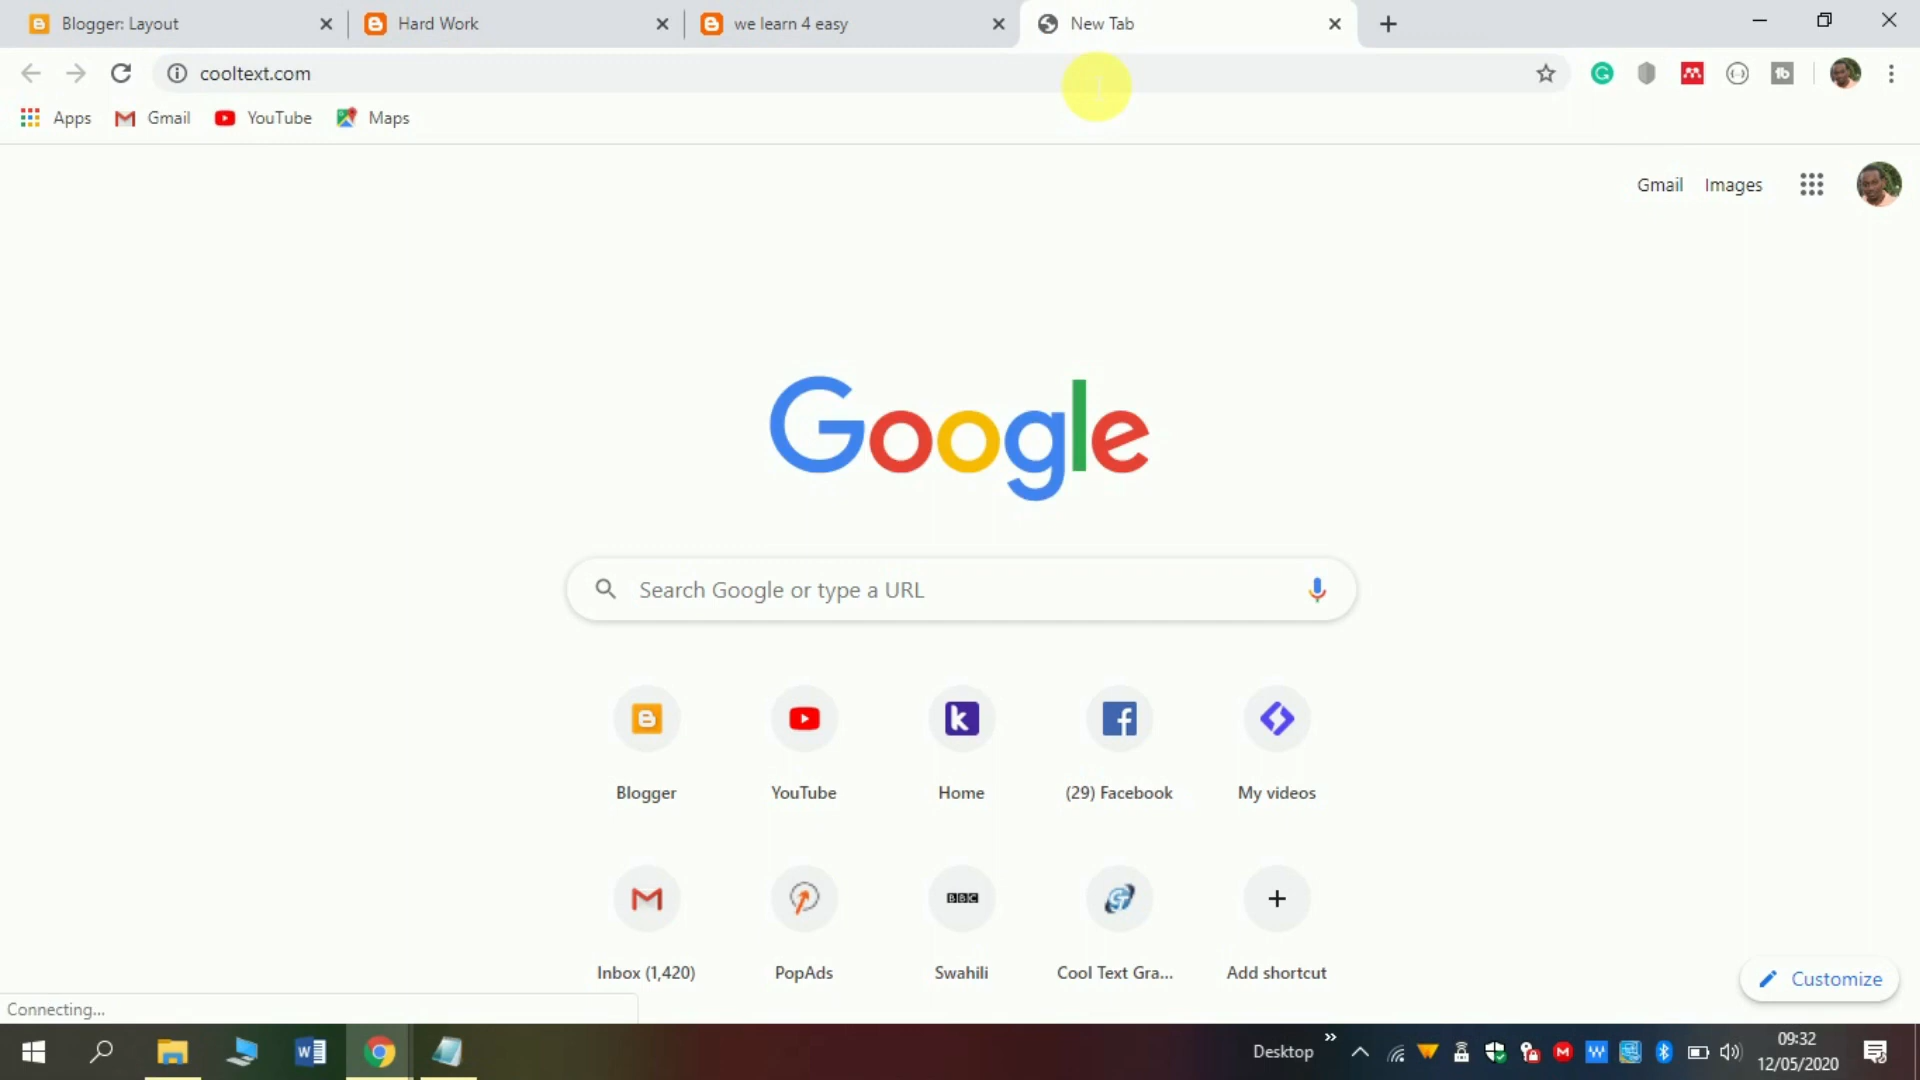 Blogger: Layout
Hard Work
we learn 4 easy
New Tab
cooltext.com
Apps
Gmail
YouTube
Maps
Gmail
Images
Google
Search Google or type a URL
Blogger
YouTube
Home
(29) Facebook
My videos
BBC
Inbox (1,420)
PopAds
Swahili
Cool Text Gra...
Add shortcut
Customize
Connecting...
Desktop
09:32
12/05/2020